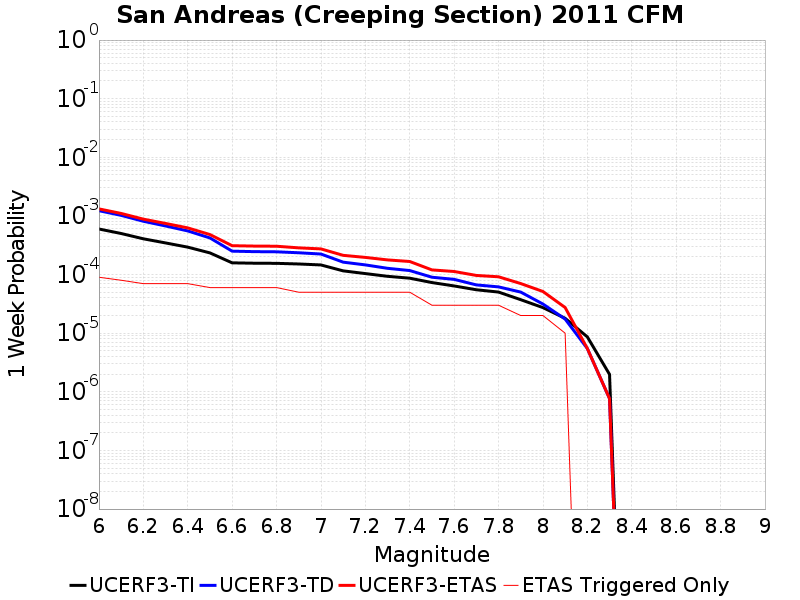 San Andreas (Creeping Section) 2011 CFM
10^0
10^-1
10^-2
10^-3
10^-4
10^-5
10^-6
10^-7
10^-8
1 Week Probability
6 6.2 6.4 6.6 6.8 7 7.2 7.4 7.6 7.8 8 8.2 8.4 8.6 8.8 9
Magnitude
UCERF3-TI UCERF3-TD UCERF3-ETAS ETAS Triggered Only